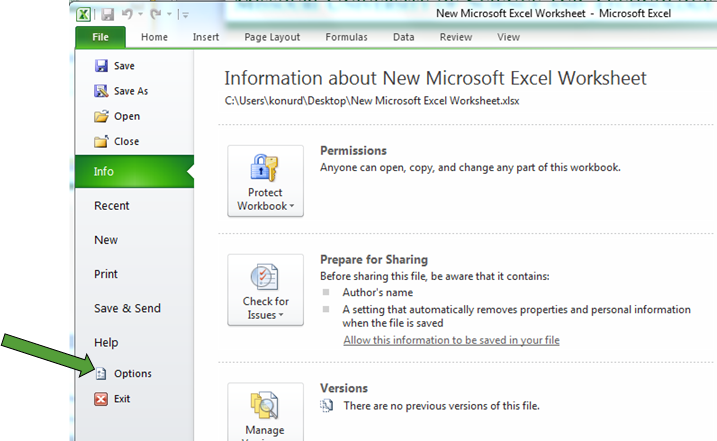 New Microsoft Excel Worksheet - Microsoft Excel
File Home Insert Page Layout Formulas Data Review View
Save
Save As
Open
Close
Info
Recent
New
Print
Save & Send
Help
Options
Exit
Information about New Microsoft Excel Worksheet
C:\Users\konurd\Desktop\New Microsoft Excel Worksheet.xlsx
Protect
Workbook
Permissions
Anyone can open, copy, and change any part of this workbook.
Check for
Issues
Prepare for Sharing
Before sharing this file, be aware that it contains:
Author's name
A setting that automatically removes properties and personal information
when the file is saved
Allow this information to be saved in your file
Manage
Versions
There are no previous versions of this file.